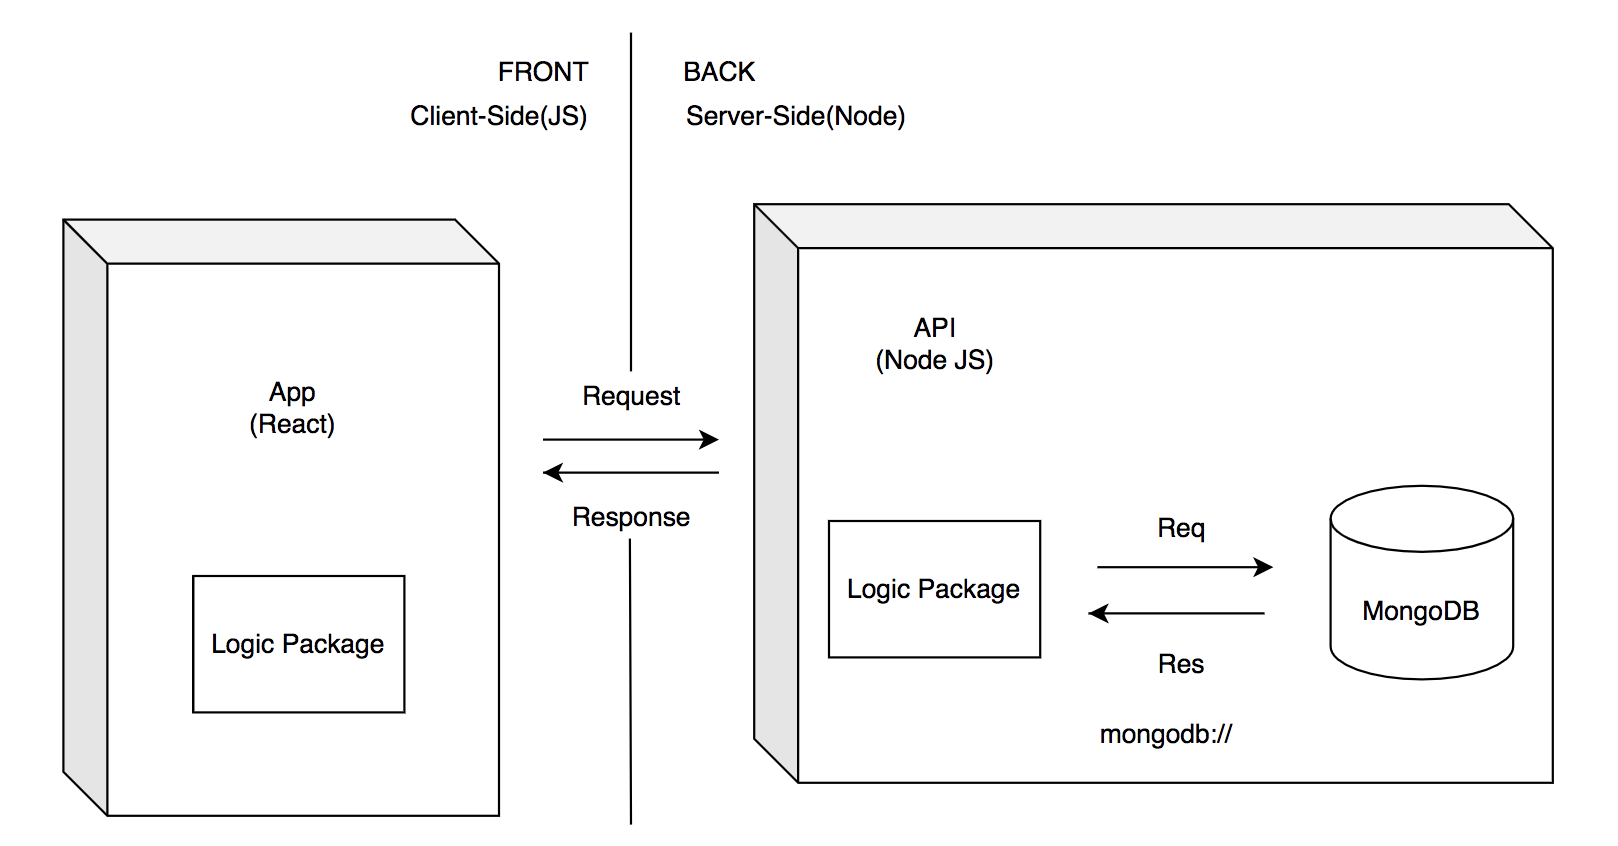 FRONT
Client-Side(JS)
BACK
Server-Side(Node)
App
(React)
Logic Package
Request
Response
API
(Node JS)
Logic Package
Req
Res
mongodb://
MongoDB